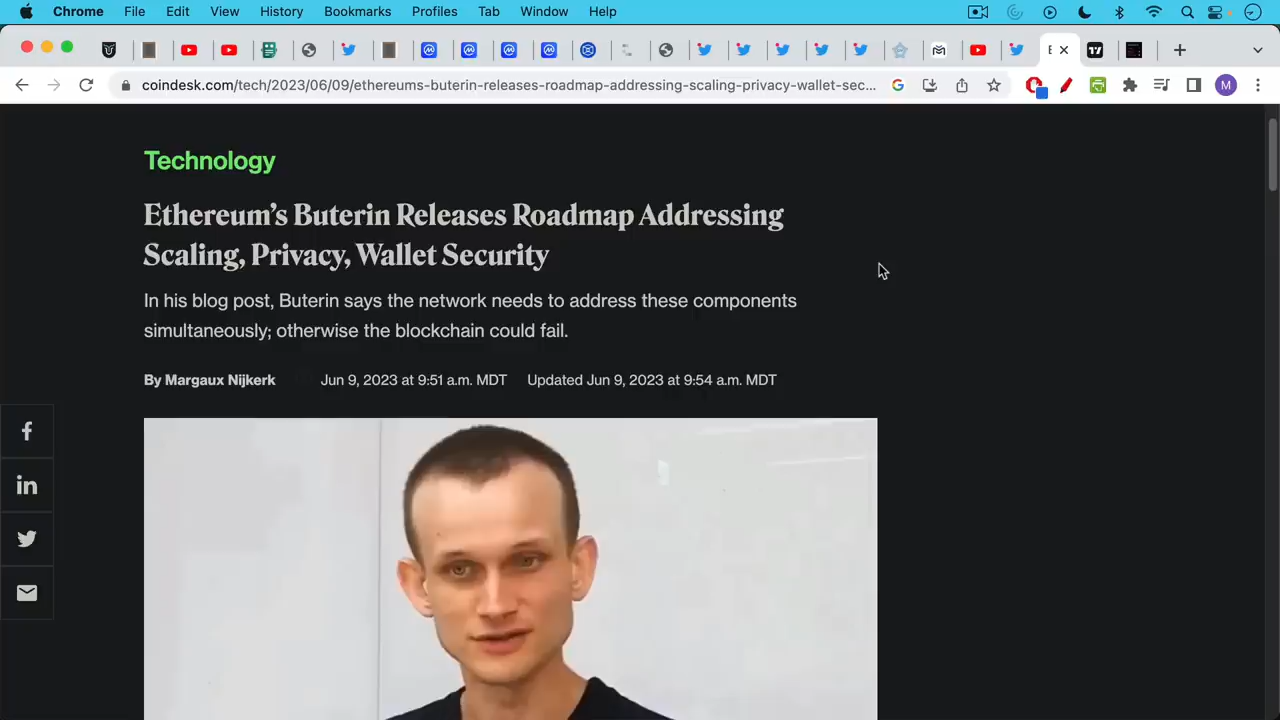 Chrome File Edit View History Bookmarks Profiles Tab Window Help
coindesk.com/tech/2023/06/09/ethereums-buterin-releases-roadmap-addressing-scaling-privacy-wallet-sec...
M
Technology
Ethereum's Buterin Releases Roadmap Addressing
Scaling, Privacy, Wallet Security
In his blog post, Buterin says the network needs to address these components
simultaneously; otherwise the blockchain could fail.
By Margaux Nijkerk Jun 9, 2023 at 9:51 a.m. MDT Updated Jun 9, 2023 at 9:54 a.m. MDT